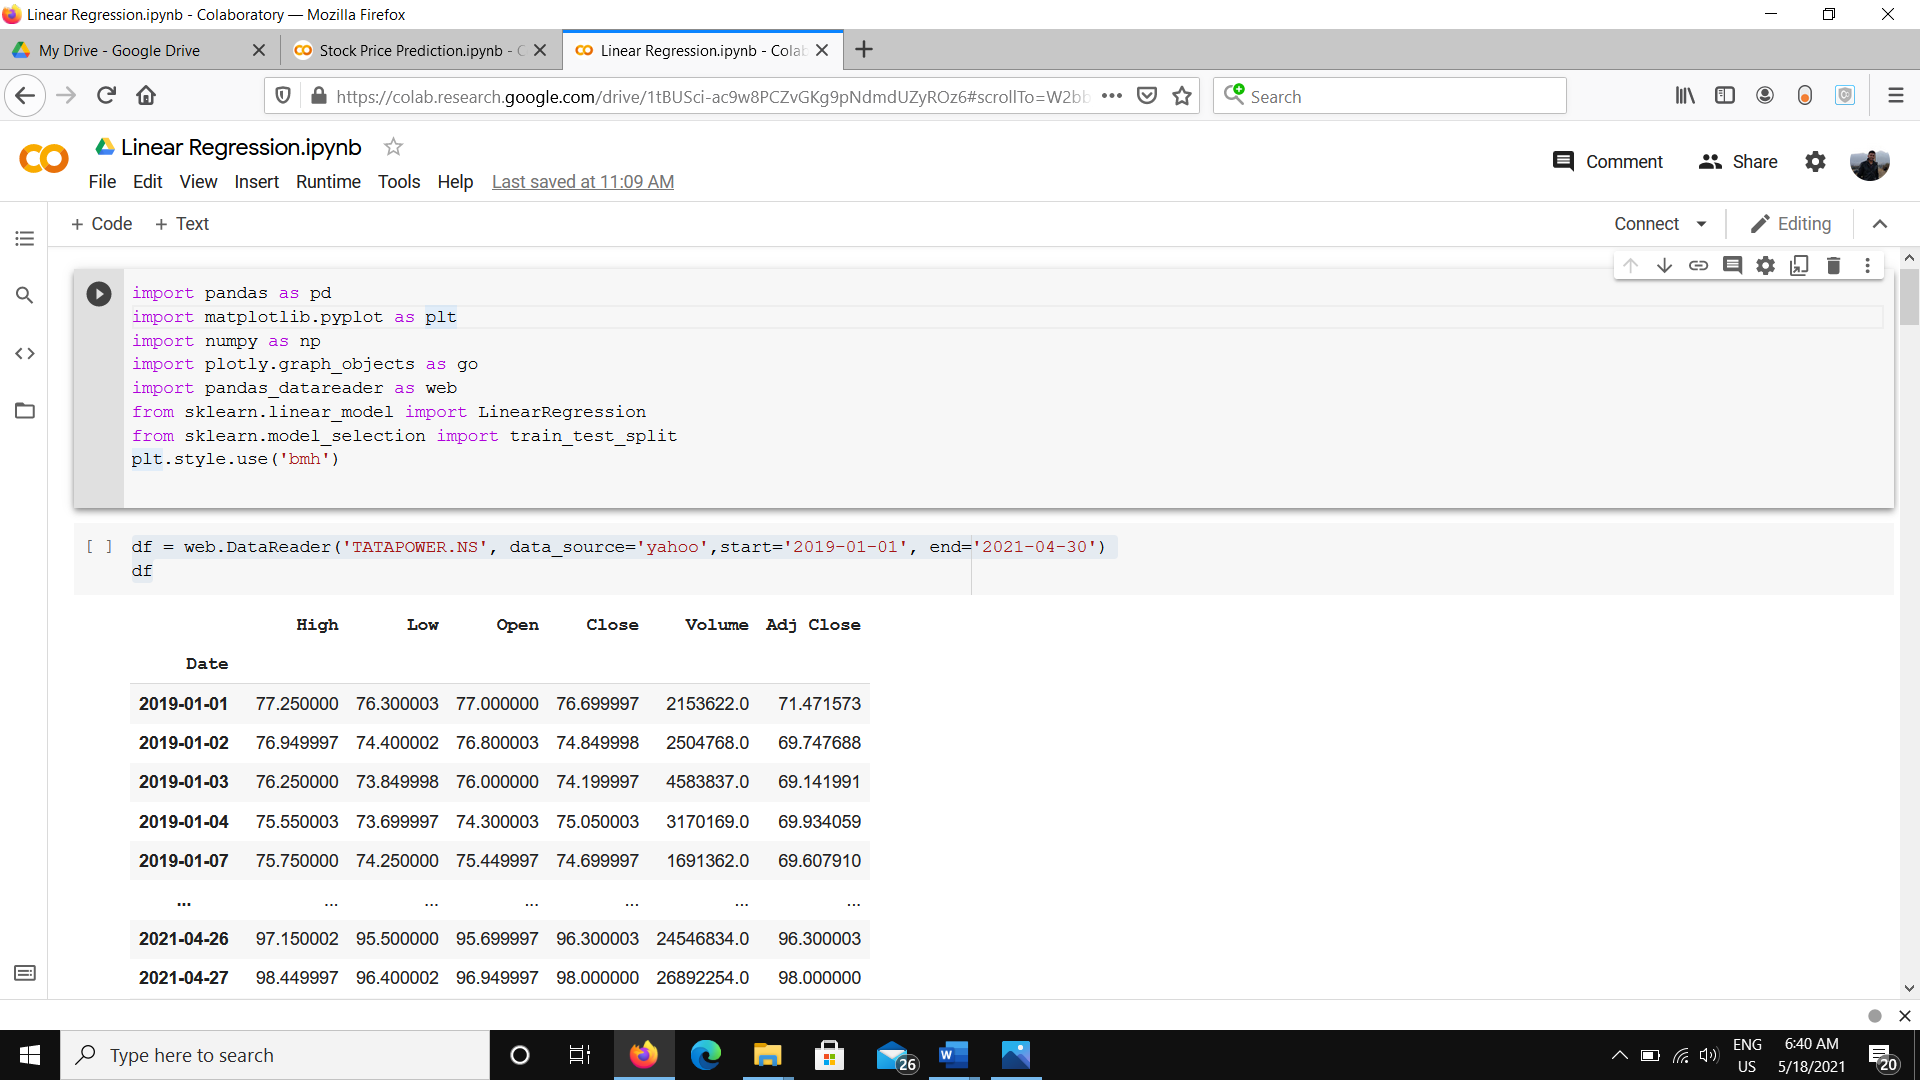 Linear Regression.ipynb - Colaboratory — Mozilla Firefox
My Drive - Google Drive
Stock Price Prediction.ipynb - C
Linear Regression.ipynb - Colab
https://colab.research.google.com/drive/1tBUSci-ac9w8PCZvGKg9pNdmdUZyROz6#scrollTo=W2bb
Search
Linear Regression.ipynb
Comment
Share
File Edit View Insert Runtime Tools Help Last saved at 11:09 AM
+ Code + Text
Connect
Editing
import pandas as pd
import matplotlib.pyplot as plt
import numpy as np
import plotly.graph_objects as go
import pandas_datareader as web
from sklearn.linear_model import LinearRegression
from sklearn.model_selection import train_test_split
plt.style.use('bmh')
[ ] df = web.DataReader('TATAPOWER.NS', data_source='yahoo',start='2019-01-01', end='2021-04-30')
df
High Low Open Close Volume Adj Close
Date
2019-01-01 77.250000 76.300003 77.000000 76.699997 2153622.0 71.471573
2019-01-02 76.949997 74.400002 76.800003 74.849998 2504768.0 69.747688
2019-01-03 76.250000 73.849998 76.000000 74.199997 4583837.0 69.141991
2019-01-04 75.550003 73.699997 74.300003 75.050003 3170169.0 69.934059
2019-01-07 75.750000 74.250000 75.449997 74.699997 1691362.0 69.607910
... ... ... ... ... ... ...
2021-04-26 97.150002 95.500000 95.699997 96.300003 24546834.0 96.300003
2021-04-27 98.449997 96.400002 96.949997 98.000000 26892254.0 98.000000
Type here to search
26
ENG
US
6:40 AM
5/18/2021
20